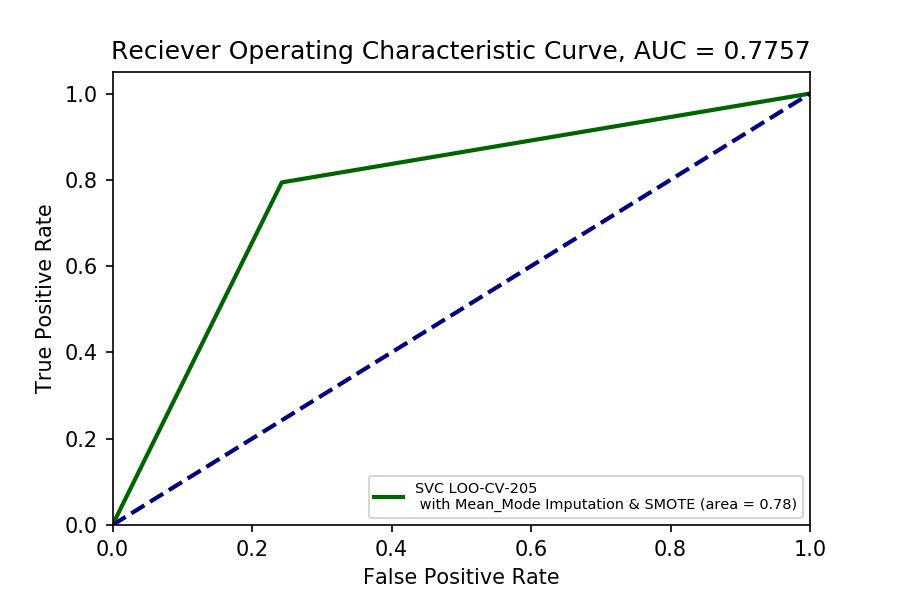 Reciever Operating Characteristic Curve, AUC = 0.7757
True Positive Rate
1.0
0.8
0.6
0.4
0.2
0.0
SVC LOO-CV-205
with Mean_Mode Imputation & SMOTE (area = 0.78)
0.0 0.2 0.4 0.6 0.8 1.0
False Positive Rate